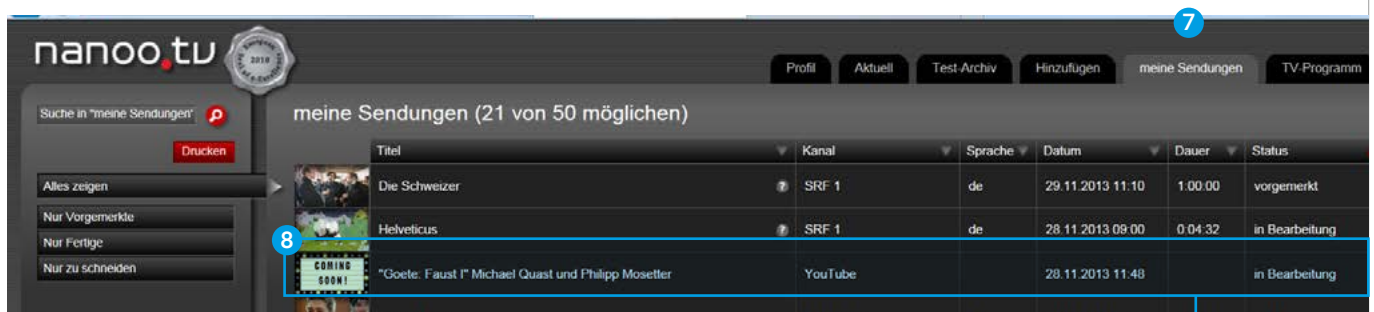 7
nanoo.tv
2010
Profil Aktuell Test-Archiv Hinzufügen meine Sendungen TV-Programm
Suche in "meine Sendungen"
meine Sendungen (21 von 50 möglichen)
Drucken
Titel Kanal Sprache Datum Dauer Status
Alles zeigen
Die Schweizer ? SRF 1 de 29.11.2013 11:10 1:00:00 vorgemerkt
Nur Vorgemerkte
Helveticus ? SRF 1 de 28.11.2013 09:00 0:04:32 in Bearbeitung
Nur Fertige
8
Nur zu schneiden
COMING
SOON!
"Goete: Faust I" Michael Quast und Philipp Mosetter YouTube 28.11.2013 11:48 in Bearbeitung